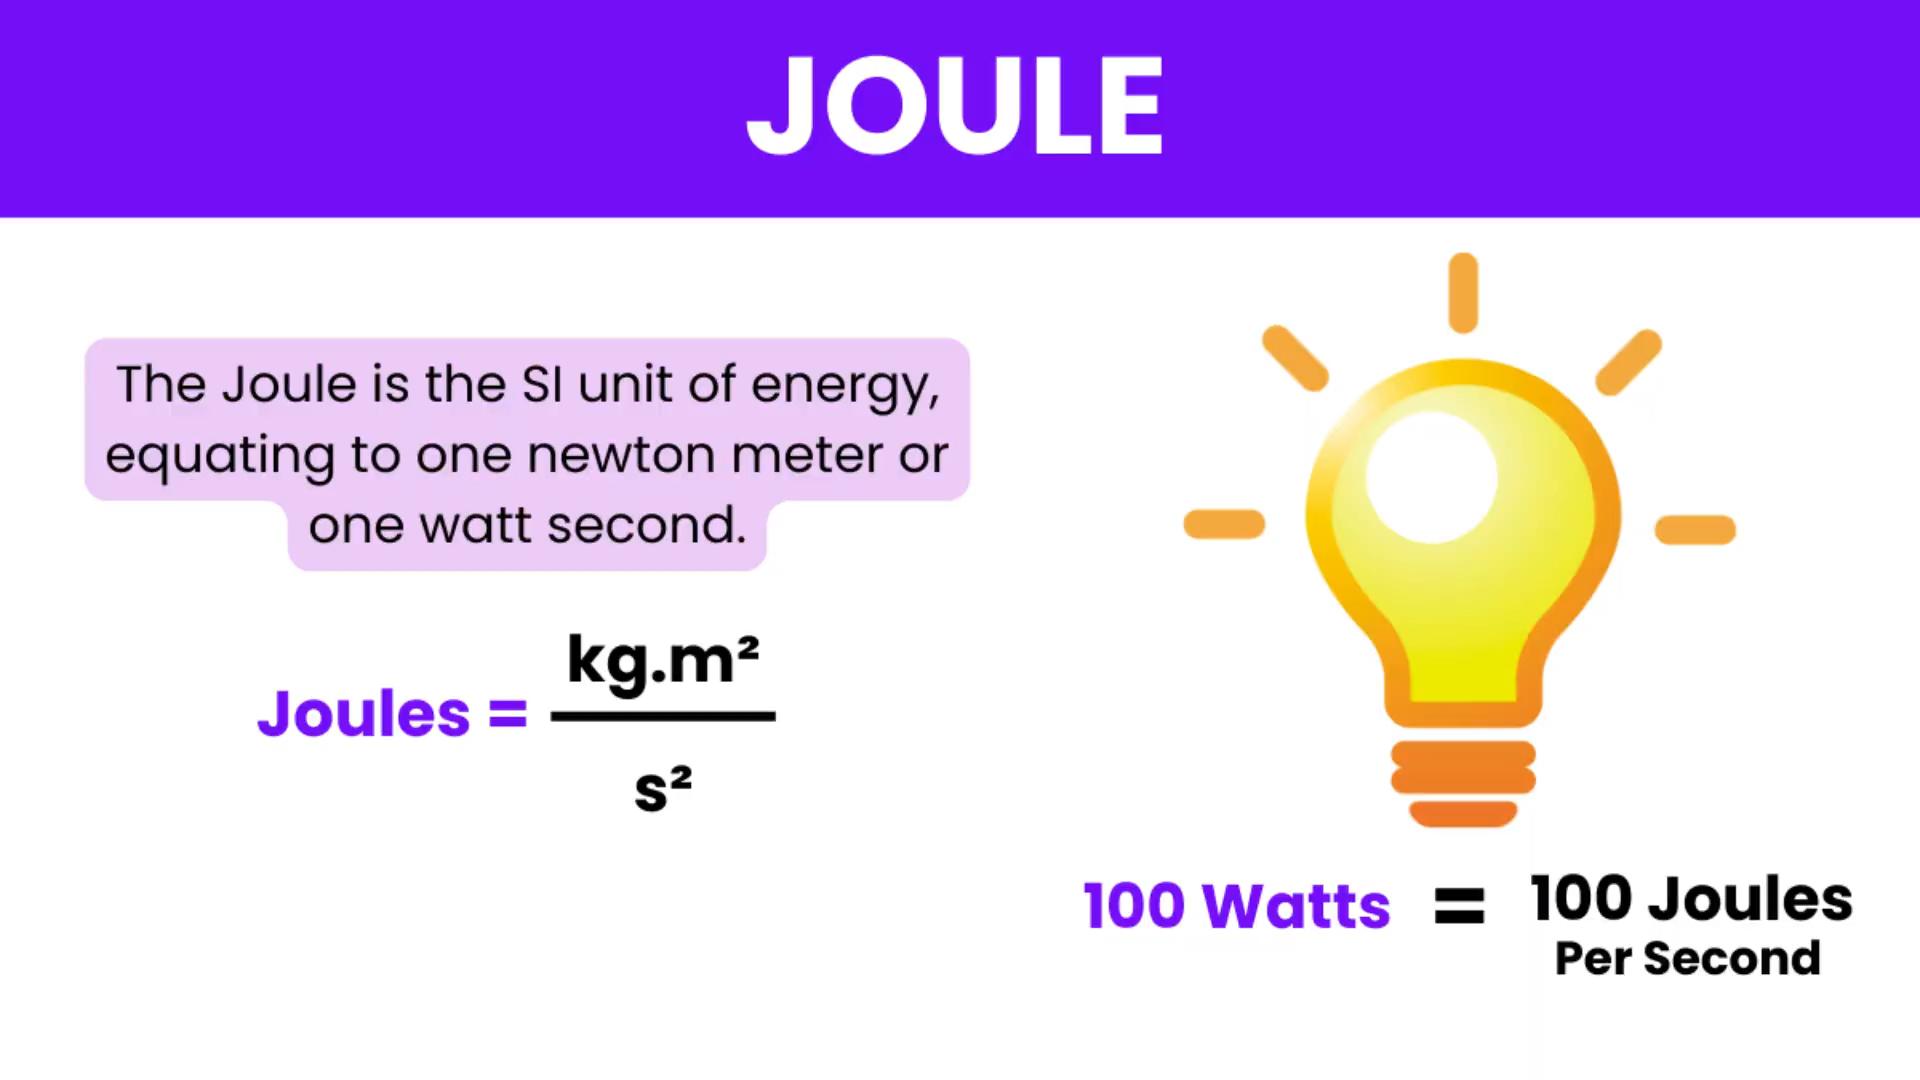 JOULE
The Joule is the SI unit of energy,
equating to one newton meter or
one watt second.
Joules = kg.m²
s²
100 Watts = 100 Joules
Per Second